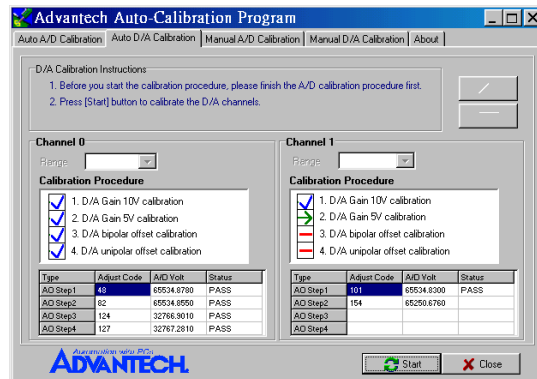 Advantech Auto-Calibration Program
Auto A/D Calibration Auto D/A Calibration Manual A/D Calibration Manual D/A Calibration About
D/A Calibration Instructions
1. Before you start the calibration procedure, please finish the A/D calibration procedure first.
2. Press [Start] button to calibrate the D/A channels.
Channel 0
Range
Calibration Procedure
1. D/A Gain 10V calibration
2. D/A Gain 5V calibration
3. D/A bipolar offset calibration
4. D/A unipolar offset calibration
Type Adjust Code A/D Volt Status
AO Step1 48 65534.8780 PASS
AO Step2 82 65534.8550 PASS
AO Step3 124 32766.9010 PASS
AO Step4 127 32767.2810 PASS
Channel 1
Range
Calibration Procedure
1. D/A Gain 10V calibration
2. D/A Gain 5V calibration
3. D/A bipolar offset calibration
4. D/A unipolar offset calibration
Type Adjust Code A/D Volt Status
AO Step1 101 65534.8300 PASS
AO Step2 154 65250.6760
AO Step3
AO Step4
Automation with PCs
ADVANTECH.
Start Close